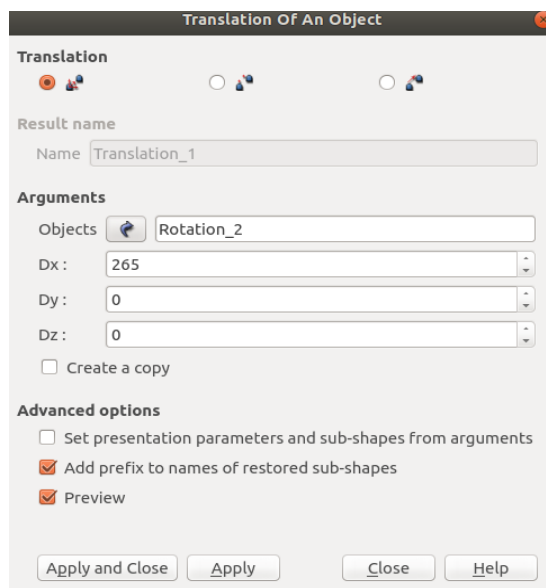 Translation Of An Object
Translation
Result name
Name Translation_1
Arguments
Objects Rotation_2
Dx : 265
Dy : 0
Dz : 0
Create a copy
Advanced options
Set presentation parameters and sub-shapes from arguments
Add prefix to names of restored sub-shapes
Preview
Apply and Close Apply Close Help